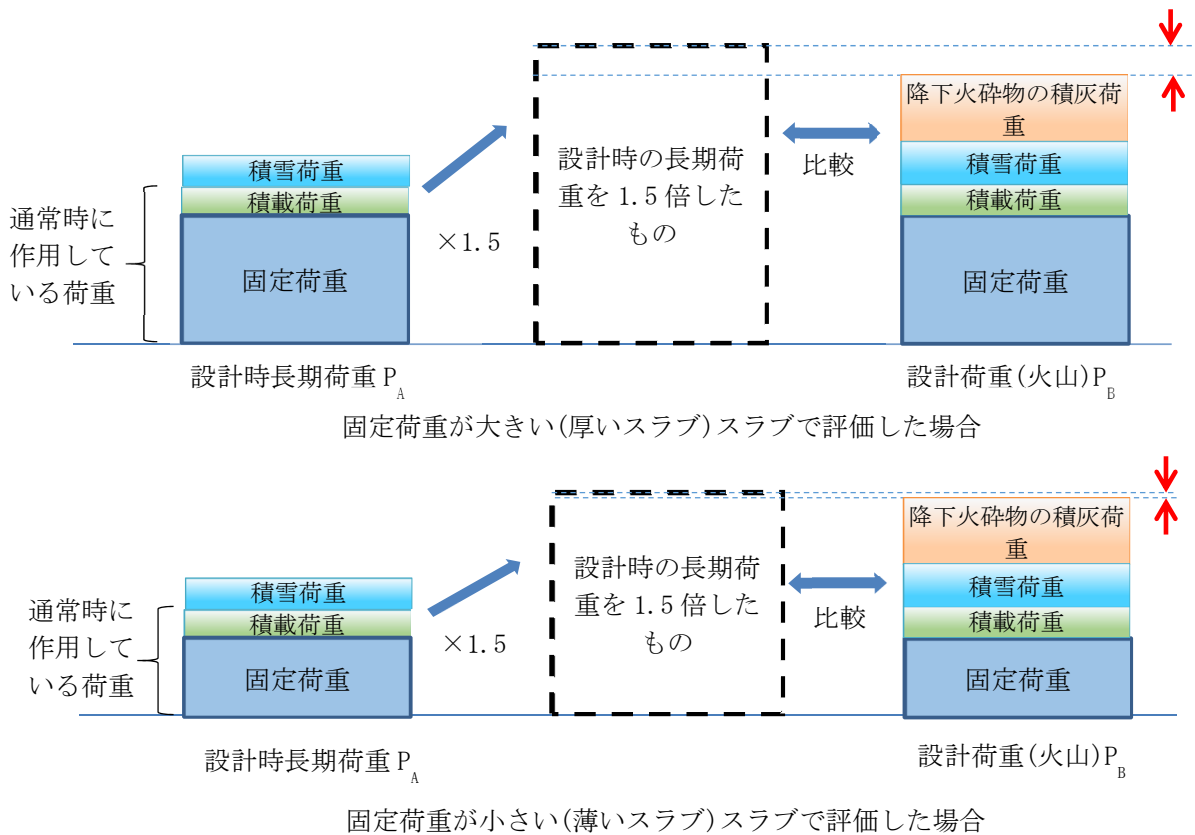 降下火砕物の積灰荷
重
積雪荷重
積載荷重
固定荷重
通常時に
作用して
いる荷重
積雪荷重
積載荷重
固定荷重
×1.5
設計時の長期荷
重を1.5倍した
もの
比較
設計時長期荷重 P_A
設計荷重(火山)P_B
固定荷重が大きい(厚いスラブ)スラブで評価した場合
降下火砕物の積灰荷
重
積雪荷重
積載荷重
固定荷重
通常時に
作用して
いる荷重
積雪荷重
積載荷重
固定荷重
×1.5
設計時の長期荷
重を1.5倍した
もの
比較
設計時長期荷重 P_A
設計荷重(火山)P_B
固定荷重が小さい(薄いスラブ)スラブで評価した場合